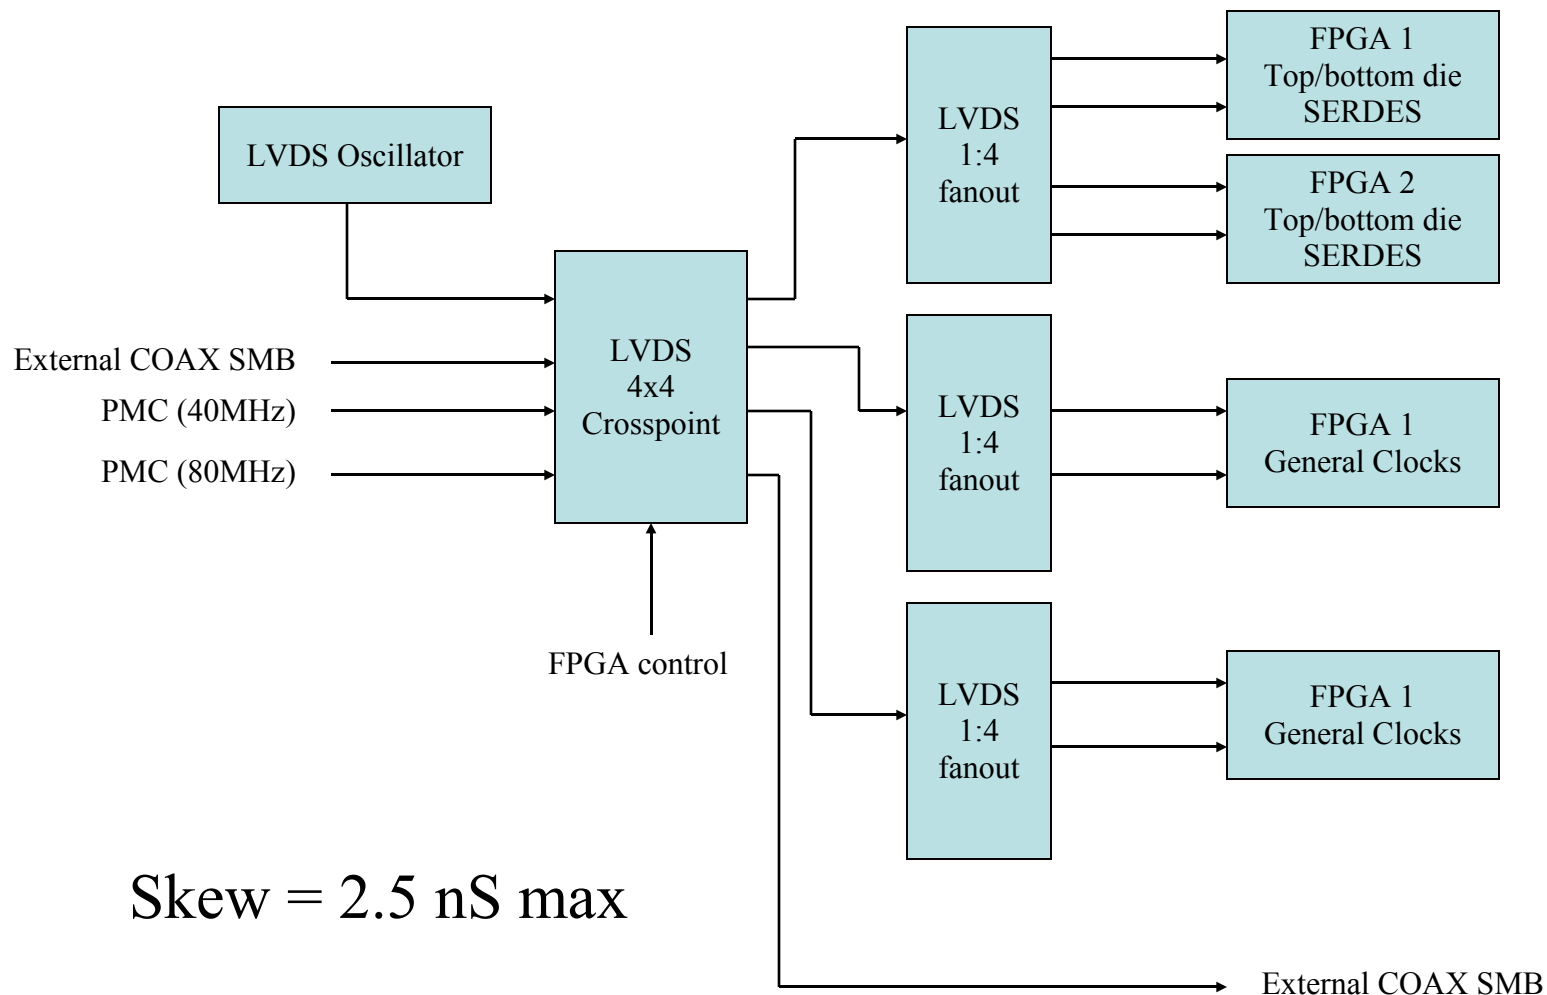 LVDS Oscillator
External COAX SMB
PMC (40MHz)
PMC (80MHz)
LVDS
4x4
Crosspoint
FPGA control
LVDS
1:4
fanout
FPGA 1
Top/bottom die
SERDES
FPGA 2
Top/bottom die
SERDES
LVDS
1:4
fanout
FPGA 1
General Clocks
LVDS
1:4
fanout
FPGA 1
General Clocks
Skew = 2.5 nS max
External COAX SMB